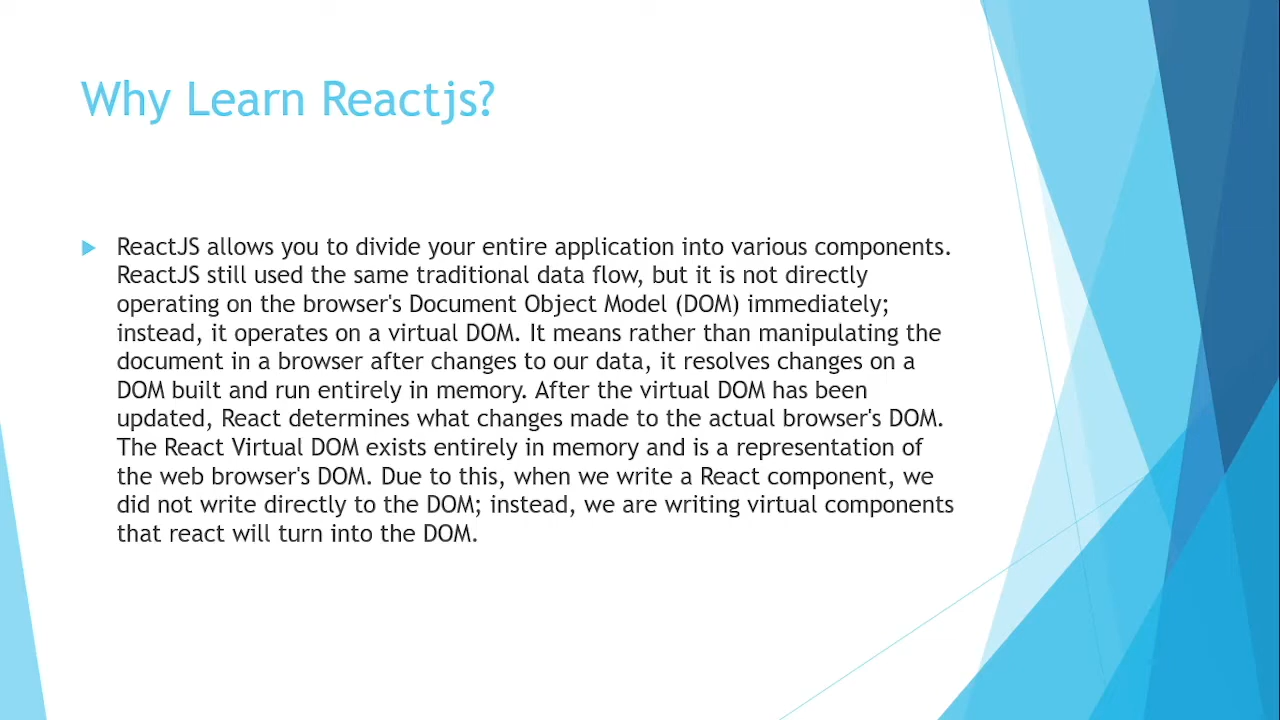 Why Learn Reactjs?
ReactJS allows you to divide your entire application into various components.
ReactJS still used the same traditional data flow, but it is not directly
operating on the browser's Document Object Model (DOM) immediately;
instead, it operates on a virtual DOM. It means rather than manipulating the
document in a browser after changes to our data, it resolves changes on a
DOM built and run entirely in memory. After the virtual DOM has been
updated, React determines what changes made to the actual browser's DOM.
The React Virtual DOM exists entirely in memory and is a representation of
the web browser's DOM. Due to this, when we write a React component, we
did not write directly to the DOM; instead, we are writing virtual components
that react will turn into the DOM.